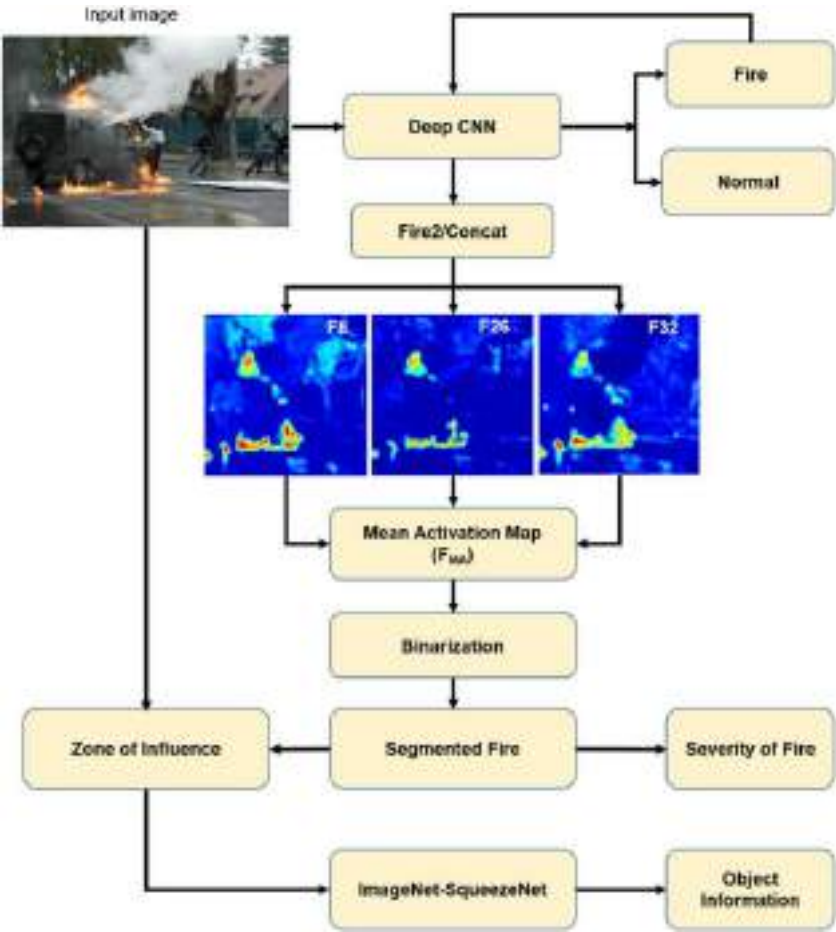 Input image
Fire
Deep CNN
Normal
Fire2/Concat
F8
F26
F32
Mean Activation Map
(F_MA)
Binarization
Zone of Influence
Segmented Fire
Severity of Fire
ImageNet-SqueezeNet
Object
Information